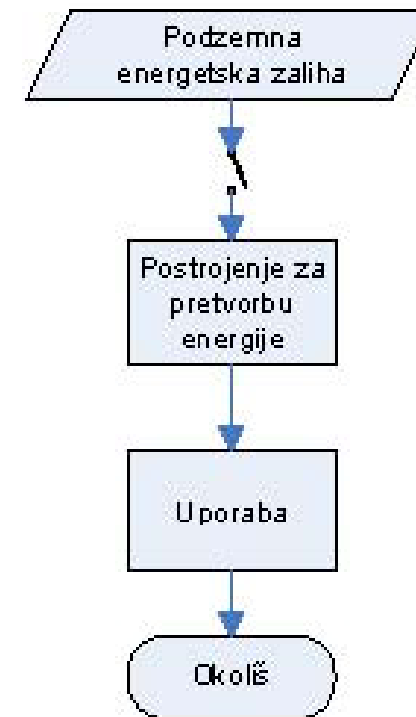 Podzemna
energetska zaliha
Postrojenje za
pretvorbu
energije
Uporaba
Okoliš